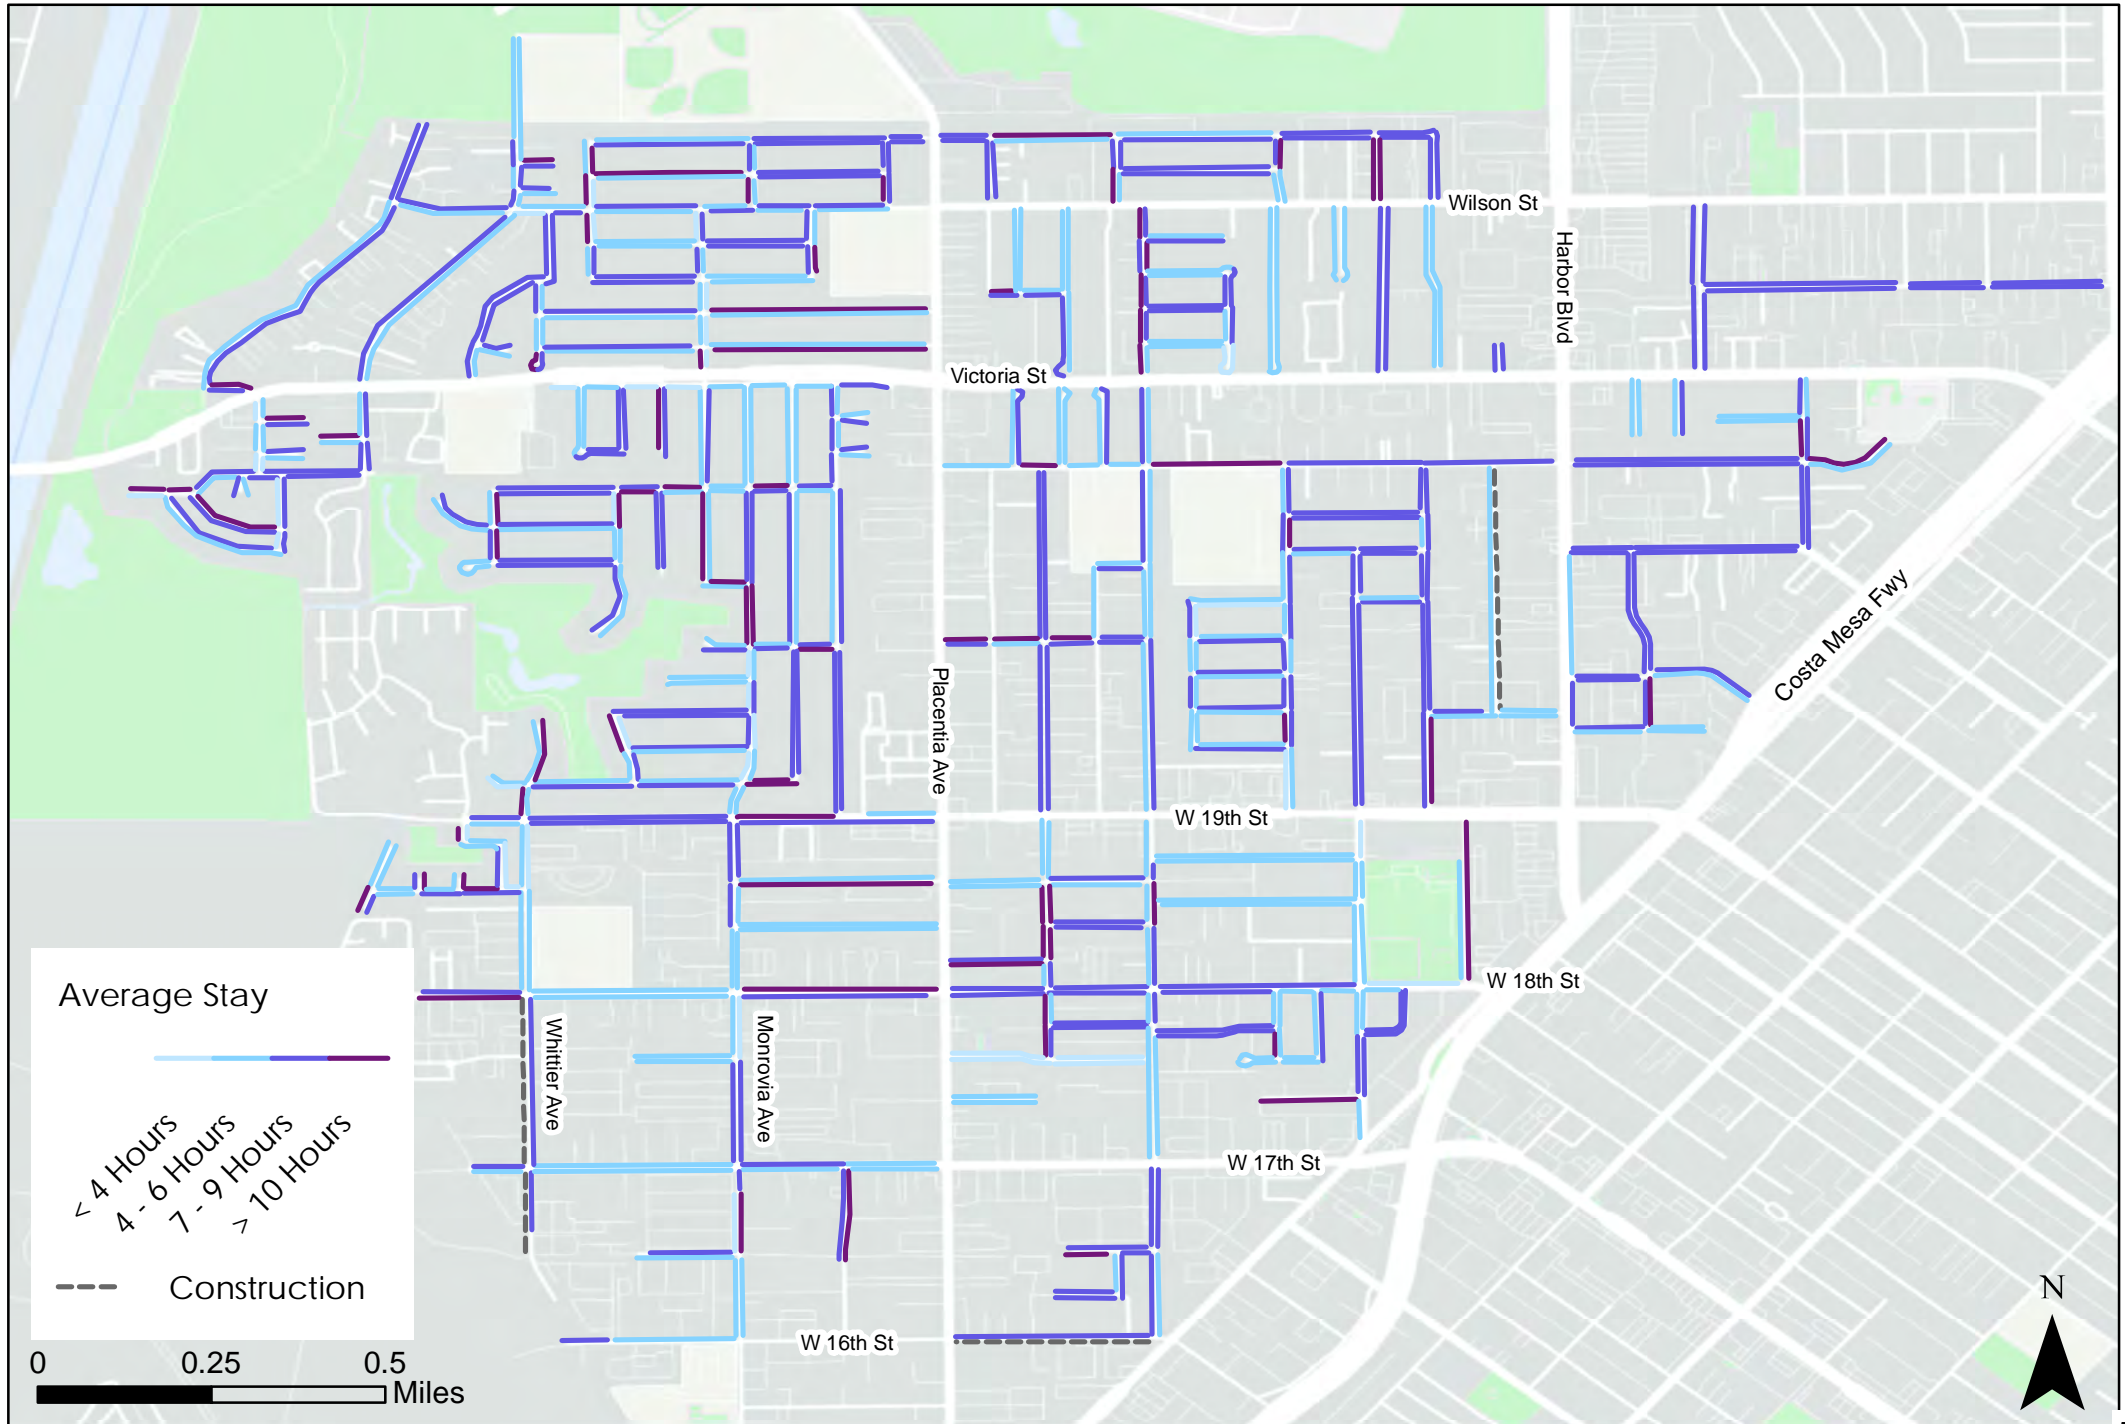 Wilson St
Harbor Blvd
Victoria St
Costa Mesa Fwy
Placentia Ave
W 19th St
W 18th St
Average Stay
Whittier Ave
Monrovia Ave
< 4 Hours
4 - 6 Hours
7 - 9 Hours
> 10 Hours
W 17th St
Construction
N
W 16th St
0 0.25 0.5
Miles